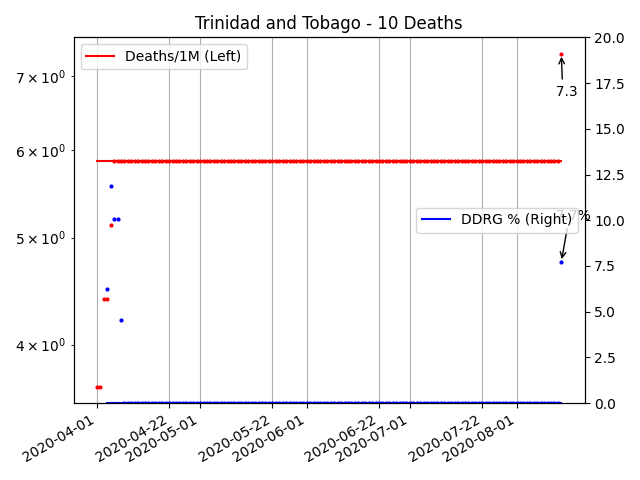 Trinidad and Tobago - 10 Deaths
Deaths/1M (Left)
DDRG % (Right)
7.3
7 × 10⁰
6 × 10⁰
5 × 10⁰
4 × 10⁰
20.0
17.5
15.0
12.5
10.0
7.5
5.0
2.5
0.0
2020-04-01
2020-04-22
2020-05-01
2020-05-22
2020-06-01
2020-06-22
2020-07-01
2020-07-22
2020-08-01